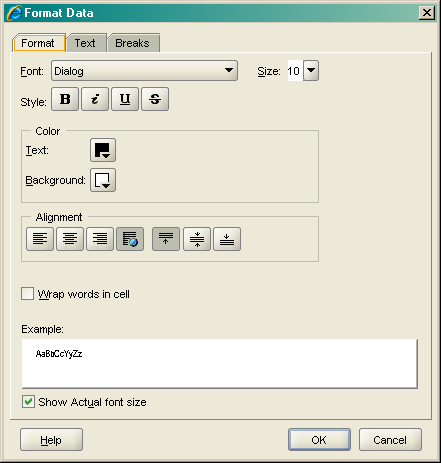 Format Data
Format Text Breaks
Font: Dialog Size: 10
Style: B i U S
Color
Text:
Background:
Alignment
Wrap words in cell
Example:
AaBbCcYyZz
Show Actual font size
Help OK Cancel